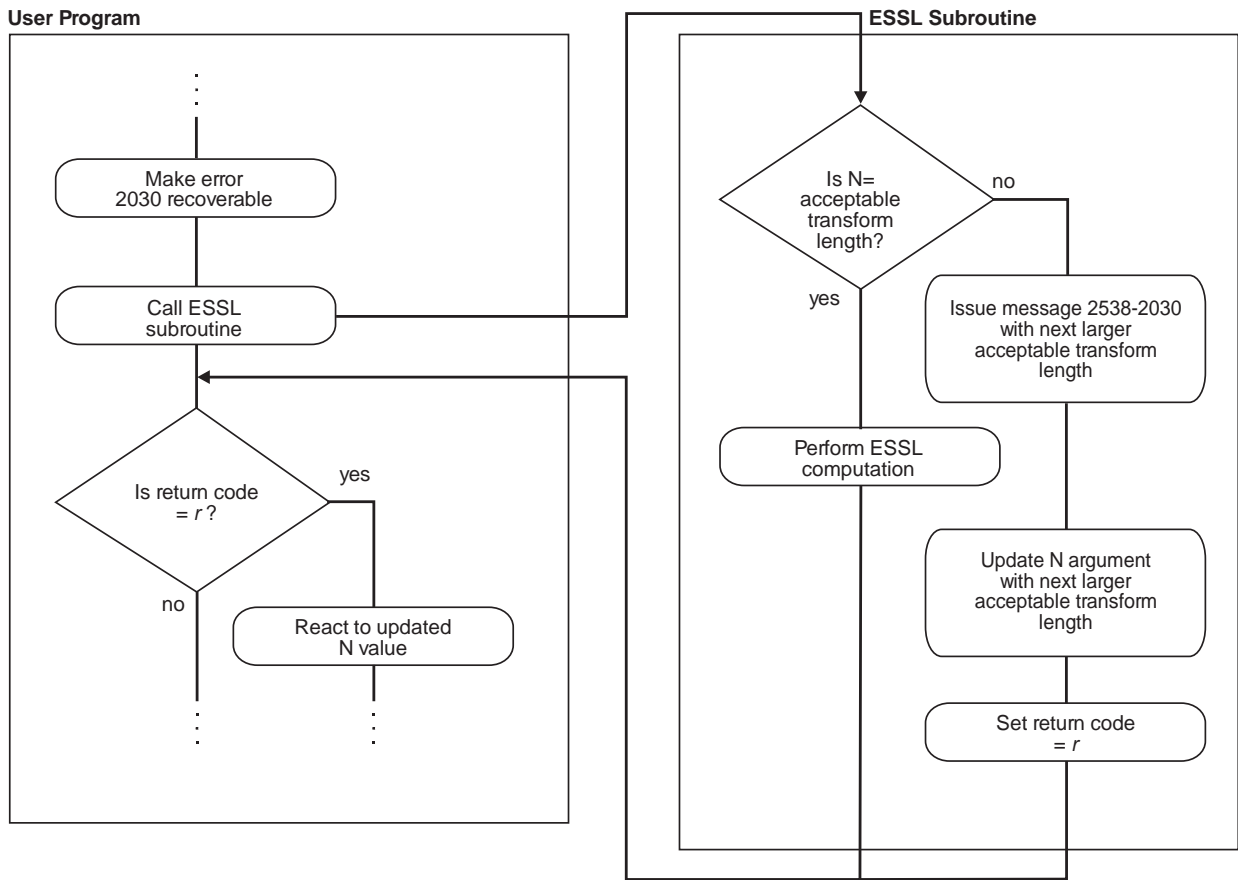 User Program
Make error
2030 recoverable
Call ESSL
subroutine
Is return code
= r ?
yes
no
React to updated
N value
ESSL Subroutine
Is N=
acceptable
transform
length?
no
yes
Issue message 2538-2030
with next larger
acceptable transform
length
Perform ESSL
computation
Update N argument
with next larger
acceptable transform
length
Set return code
= r